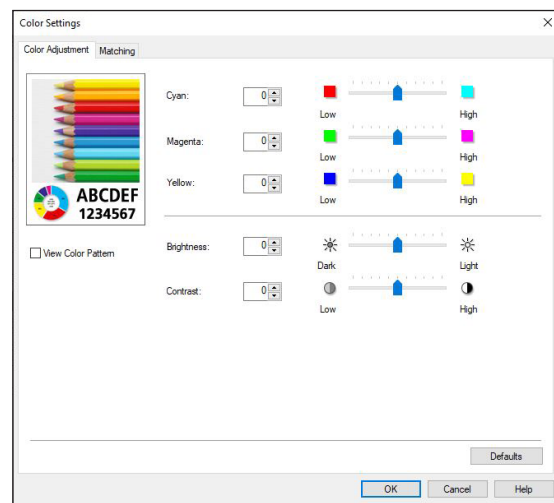 Color Settings
Color Adjustment Matching
Cyan: 0
Low High
Magenta: 0
Low High
Yellow: 0
Low High
ABCDEF
1234567
View Color Pattern
Brightness: 0
Dark Light
Contrast: 0
Low High
Defaults
OK Cancel Help